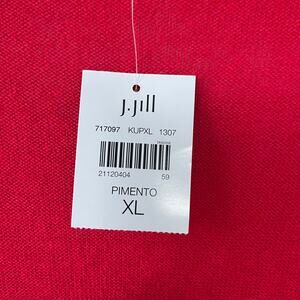 J.Jill
717097 KUPXL 1307
21120404 59
PIMENTO
XL